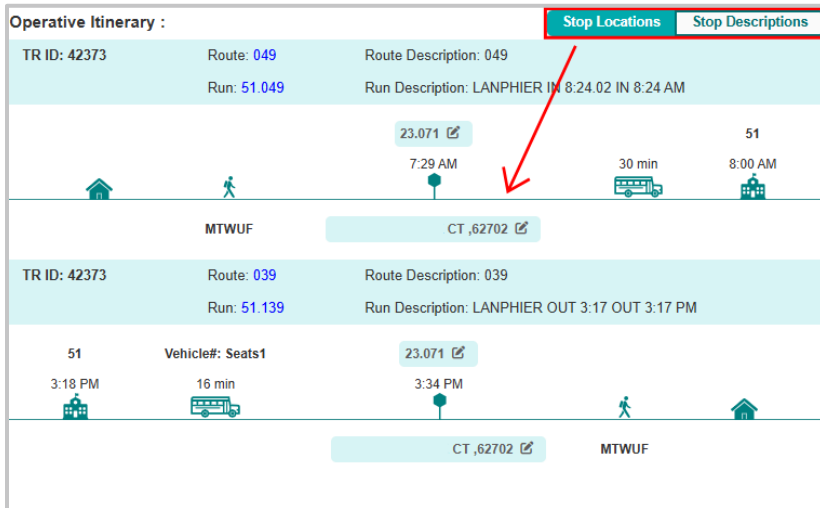 Operative Itinerary :
Stop Locations Stop Descriptions
TR ID: 42373 Route: 049 Route Description: 049
Run: 51.049 Run Description: LANPHIER IN 8:24.02 IN 8:24 AM
23.071 51
7:29 AM 30 min 8:00 AM
MTWUF CT ,62702
TR ID: 42373 Route: 039 Route Description: 039
Run: 51.139 Run Description: LANPHIER OUT 3:17 OUT 3:17 PM
51 Vehicle#: Seats1 23.071
3:18 PM 16 min 3:34 PM
CT ,62702 MTWUF